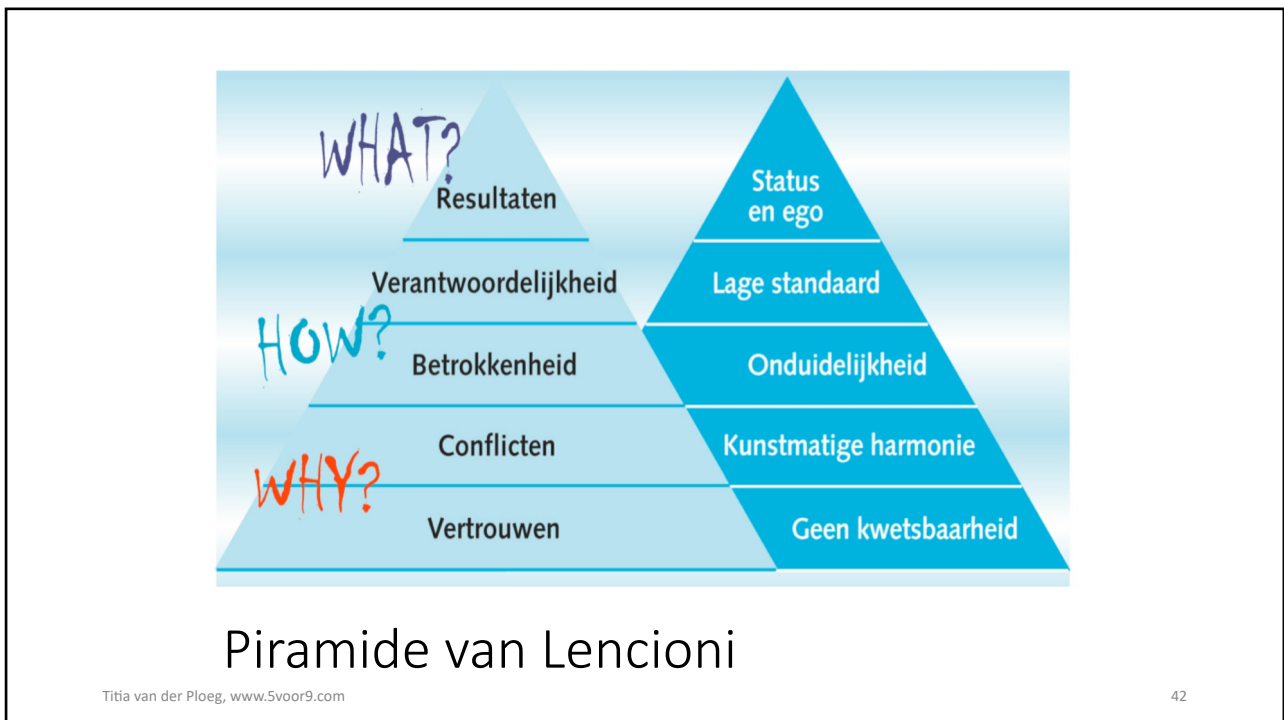 WHAT?
Resultaten
Status
en ego
Verantwoordelijkheid
Lage standaard
HOW?
Betrokkenheid
Onduidelijkheid
Conflicten
Kunstmatige harmonie
WHY?
Vertrouwen
Geen kwetsbaarheid
Piramide van Lencioni
Titia van der Ploeg, www.5voor9.com
42